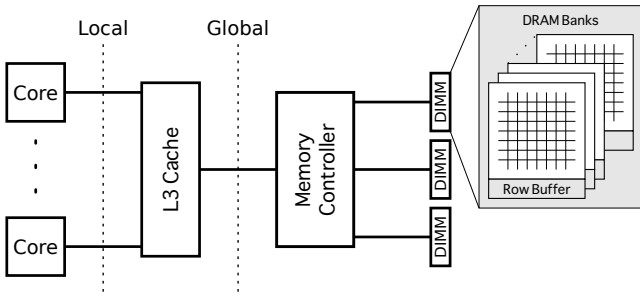 Local
Global
DRAM Banks
Core
Core
L3 Cache
Memory
Controller
DIMM
DIMM
DIMM
Row Buffer